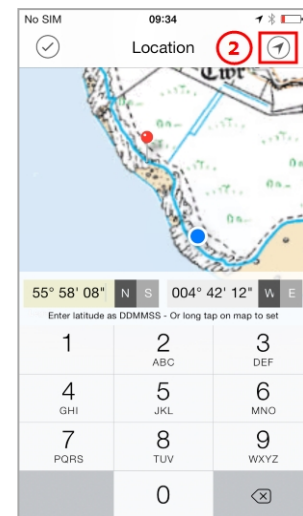 No SIM 09:34
Location 2
Cwr
55° 58' 08" N S 004° 42' 12" W E
Enter latitude as DDMMSS - Or long tap on map to set
1 2 3
ABC DEF
4 5 6
GHI JKL MNO
7 8 9
PQRS TUV WXYZ
0